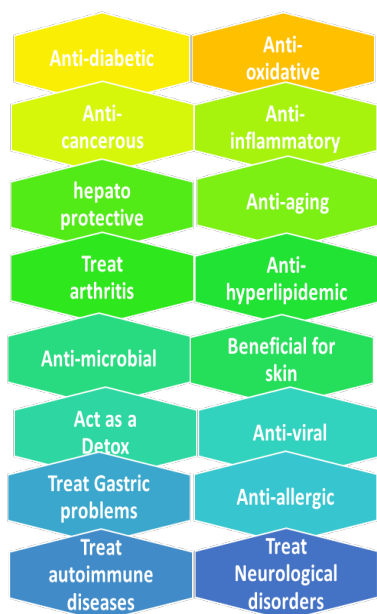 Anti-diabetic
Anti-
oxidative
Anti-
cancerous
Anti-
inflammatory
hepato
protective
Anti-aging
Treat
arthritis
Anti-
hyperlipidemic
Anti-microbial
Beneficial for
skin
Act as a
Detox
Anti-viral
Treat Gastric
problems
Anti-allergic
Treat
autoimmune
diseases
Treat
Neurological
disorders